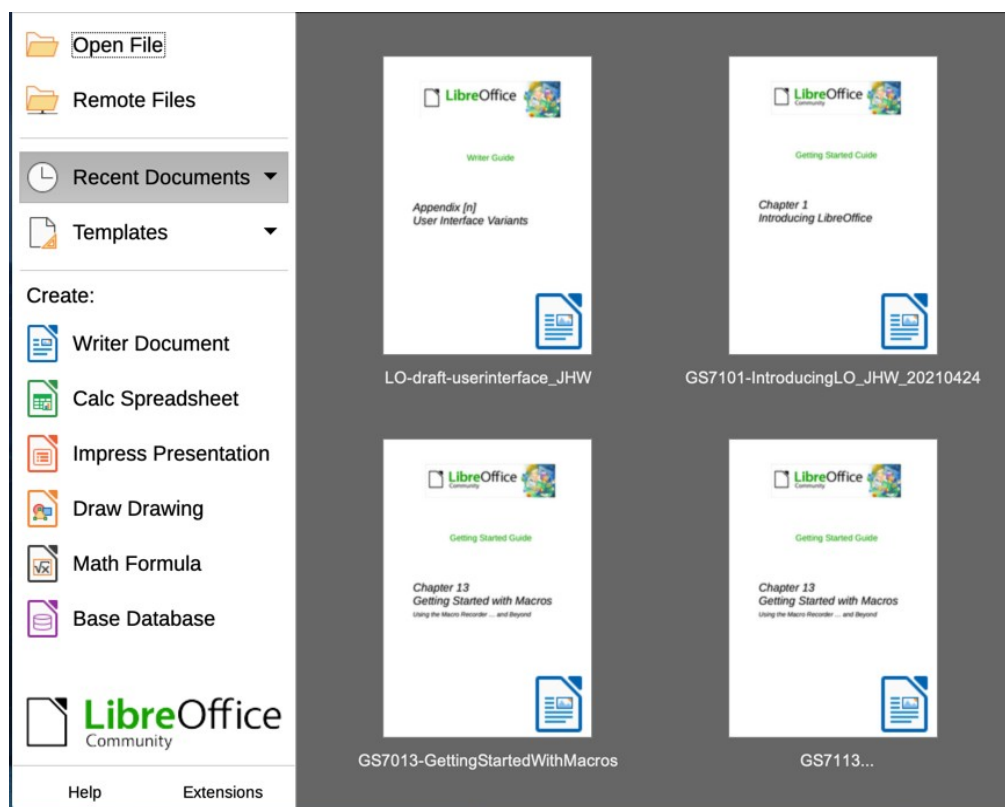 Open File
Remote Files
Recent Documents
Templates
Create:
Writer Document
Calc Spreadsheet
Impress Presentation
Draw Drawing
Math Formula
Base Database
LibreOffice
Community
Help Extensions
LibreOffice
Writer Guide
Appendix [n]
User Interface Variants
LO-draft-userinterface_JHW
LibreOffice
Community
Getting Started Guide
Chapter 1
Introducing LibreOffice
GS7101-IntroducingLO_JHW_20210424
LibreOffice
Community
Getting Started Guide
Chapter 13
Getting Started with Macros
Using the Macro Recorder ... and Beyond
GS7013-GettingStartedWithMacros
LibreOffice
Community
Getting Started Guide
Chapter 13
Getting Started with Macros
Using the Macro Recorder ... and Beyond
GS7113...